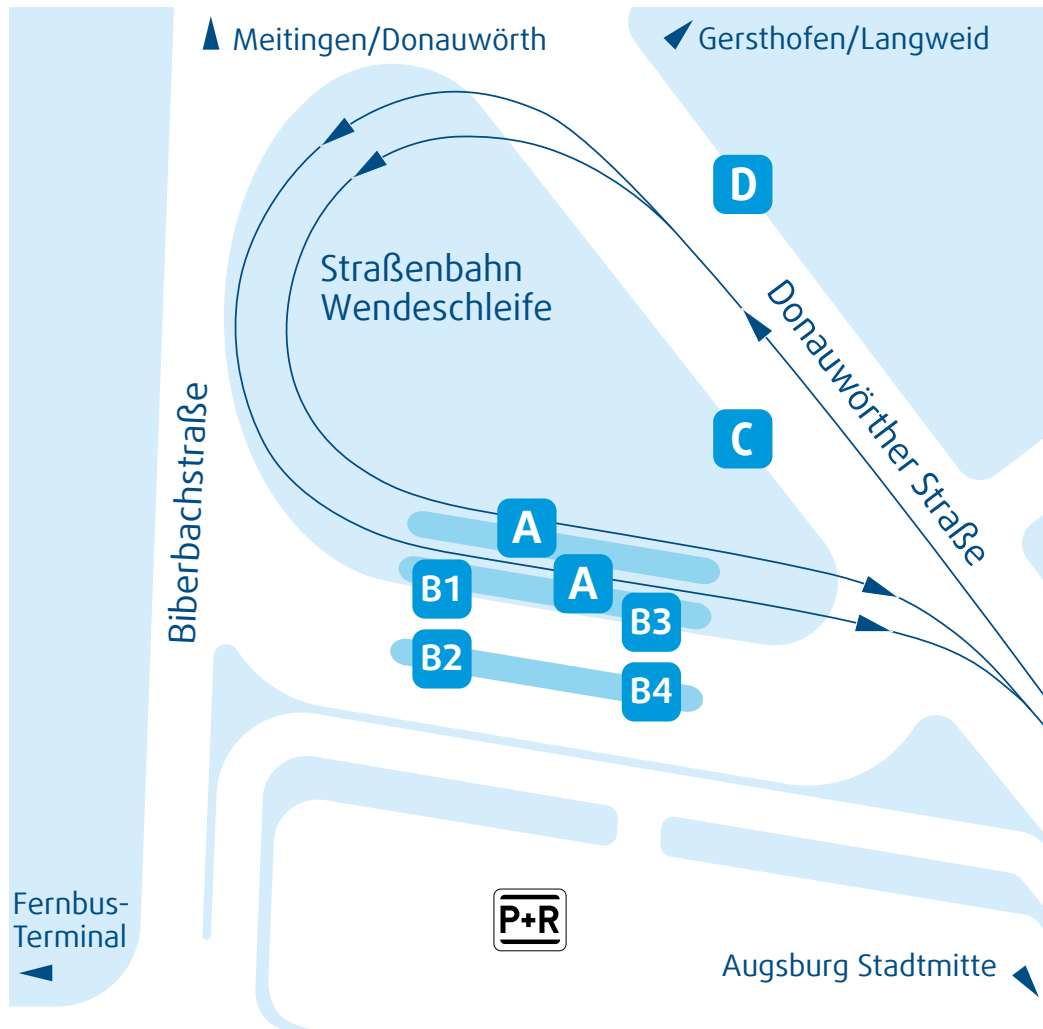 Meitingen/Donauwörth
Gersthofen/Langweid
D
Straßenbahn
Wendeschleife
Donauwörther Straße
Biberbachstraße
C
A
A
B1
B3
B2
B4
P+R
Fernbus-
Terminal
Augsburg Stadtmitte